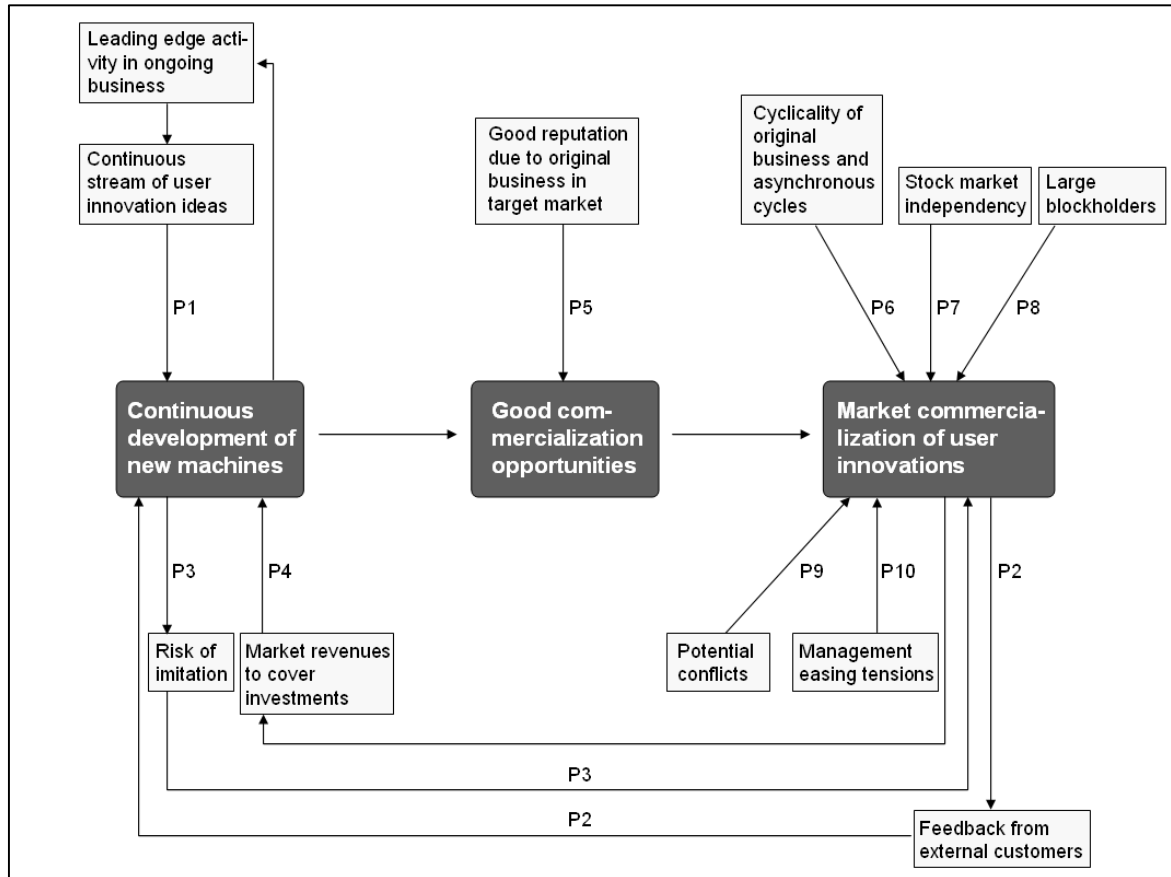 Leading edge acti-
vity in ongoing
business
Continuous
stream of user
innovation ideas
Good reputation
due to original
business in
target market
Cyclicality of
original
business and
asynchronous
cycles
Stock market
independency
Large
blockholders
P1
P5
P6
P7
P8
Continuous
development of
new machines
Good com-
mercialization
opportunities
Market commercia-
lization of user
innovations
P3
P4
P9
P10
P2
Risk of
imitation
Market revenues
to cover
investments
Potential
conflicts
Management
easing tensions
P3
P2
Feedback from
external customers